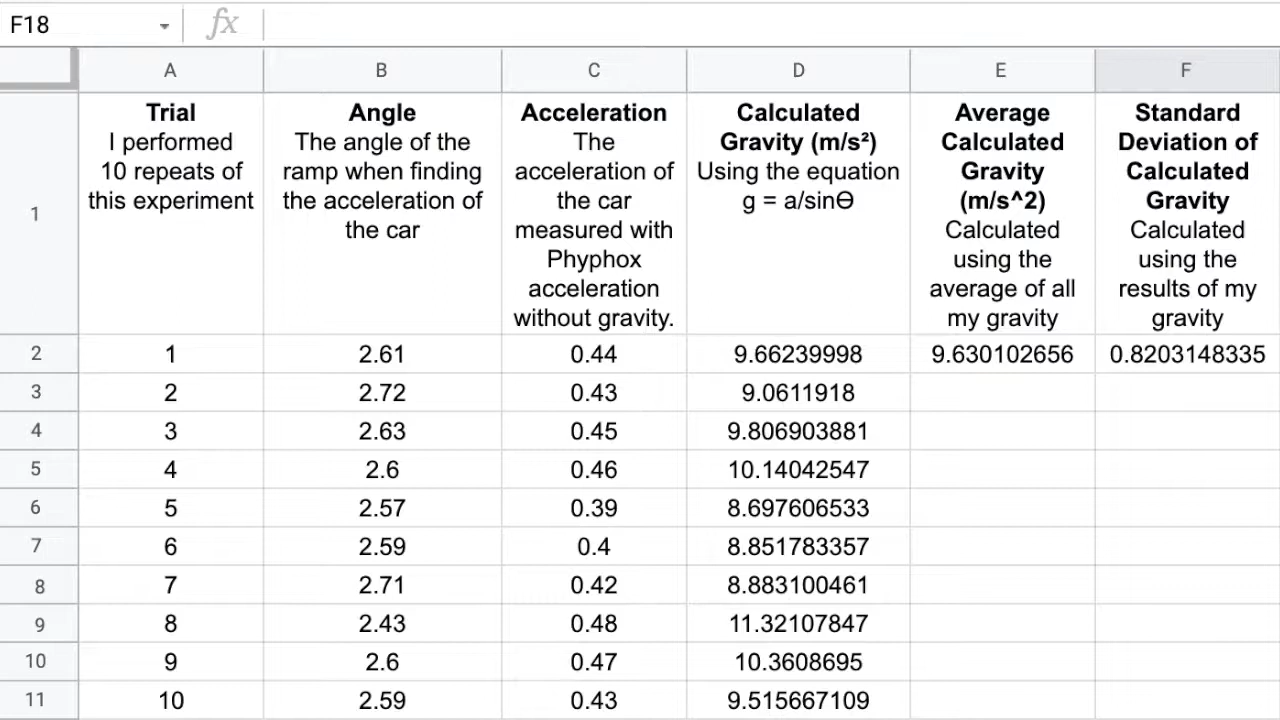 F18 fx
A B C D E F
1
Trial
I performed
10 repeats of
this experiment
Angle
The angle of the
ramp when finding
the acceleration of
the car
Acceleration
The
acceleration of
the car
measured with
Phyphox
acceleration
without gravity.
Calculated
Gravity (m/s²)
Using the equation
g = a/sinΘ
Average
Calculated
Gravity
(m/s^2)
Calculated
using the
average of all
my gravity
Standard
Deviation of
Calculated
Gravity
Calculated
using the
results of my
gravity
2 1 2.61 0.44 9.66239998 9.630102656 0.8203148335
3 2 2.72 0.43 9.0611918
4 3 2.63 0.45 9.806903881
5 4 2.6 0.46 10.14042547
6 5 2.57 0.39 8.697606533
7 6 2.59 0.4 8.851783357
8 7 2.71 0.42 8.883100461
9 8 2.43 0.48 11.32107847
10 9 2.6 0.47 10.3608695
11 10 2.59 0.43 9.515667109